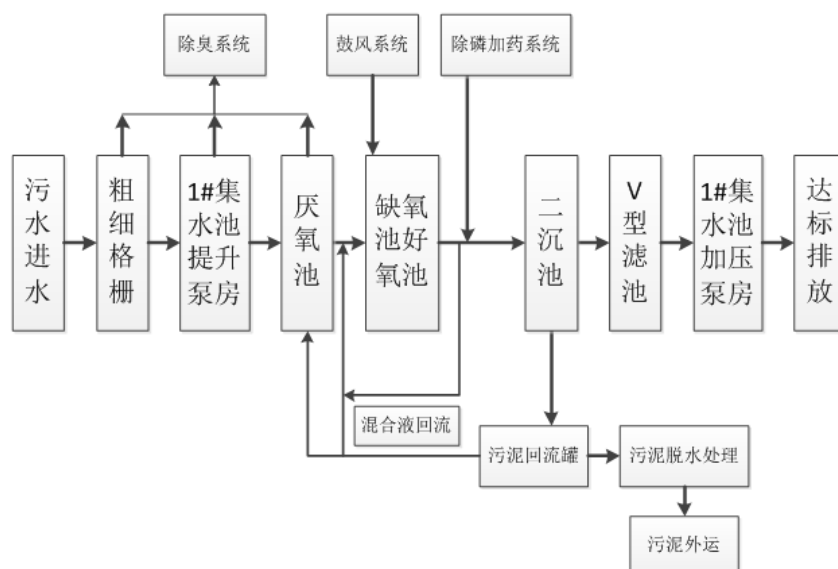 除臭系统
鼓风系统
除磷加药系统
污
水
进
水
粗
细
格
栅
1#集
水池
提升
泵房
厌
氧
池
缺氧
池好
氧池
二
沉
池
V
型
滤
池
1#集
水池
加压
泵房
达
标
排
放
混合液回流
污泥回流罐
污泥脱水处理
污泥外运